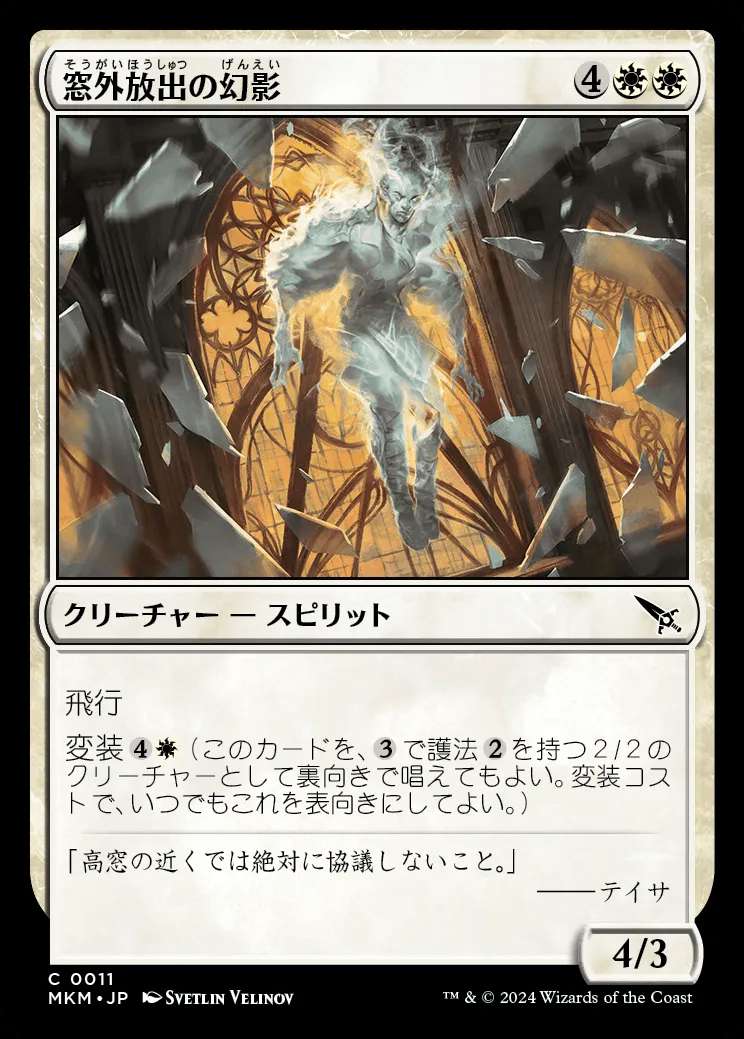 そうがいほうしゅつ げんえい
窓外放出の幻影 4
クリーチャー — スピリット
飛行
変装 4 （このカードを、3 で護法 2 を持つ２/２の
クリーチャーとして裏向きで唱えてもよい。変装コス
トで、いつでもこれを表向きにしてよい。）
「高窓の近くでは絶対に協議しないこと。」
——テイサ
4/3
C 0011
MKM • JP Svetlin Velinov
™ & © 2024 Wizards of the Coast